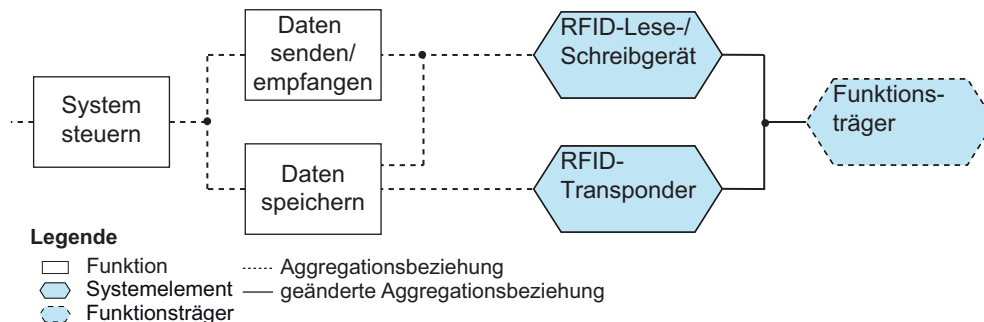 Daten
senden/
empfangen
RFID-Lese-/
Schreibgerät
System
steuern
Funktions-
träger
Daten
speichern
RFID-
Transponder
Legende
Funktion
Aggregationsbeziehung
Systemelement
geänderte Aggregationsbeziehung
Funktionsträger